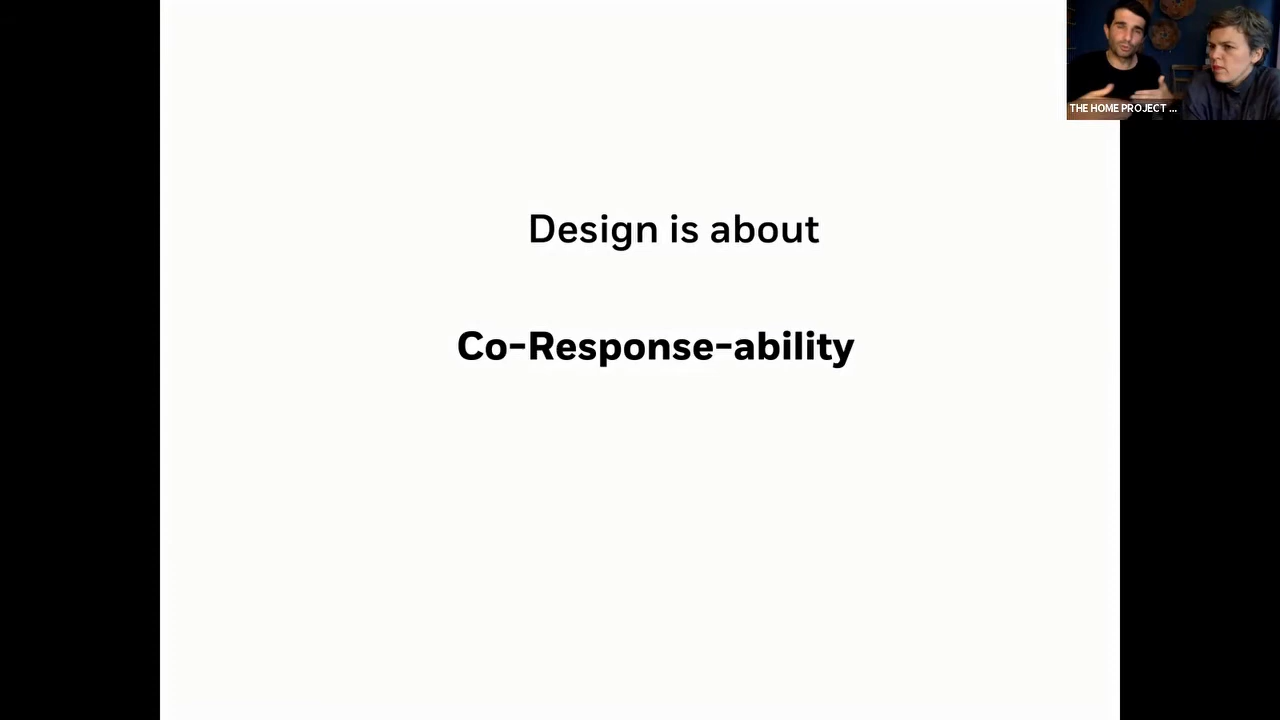 THE HOME PROJECT ...
Design is about
Co-Response-ability